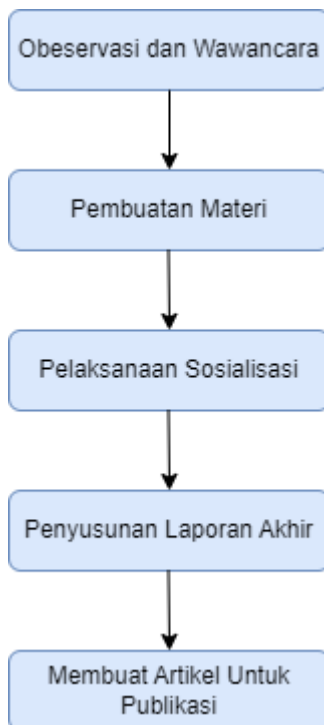 Obeservasi dan Wawancara
Pembuatan Materi
Pelaksanaan Sosialisasi
Penyusunan Laporan Akhir
Membuat Artikel Untuk
Publikasi